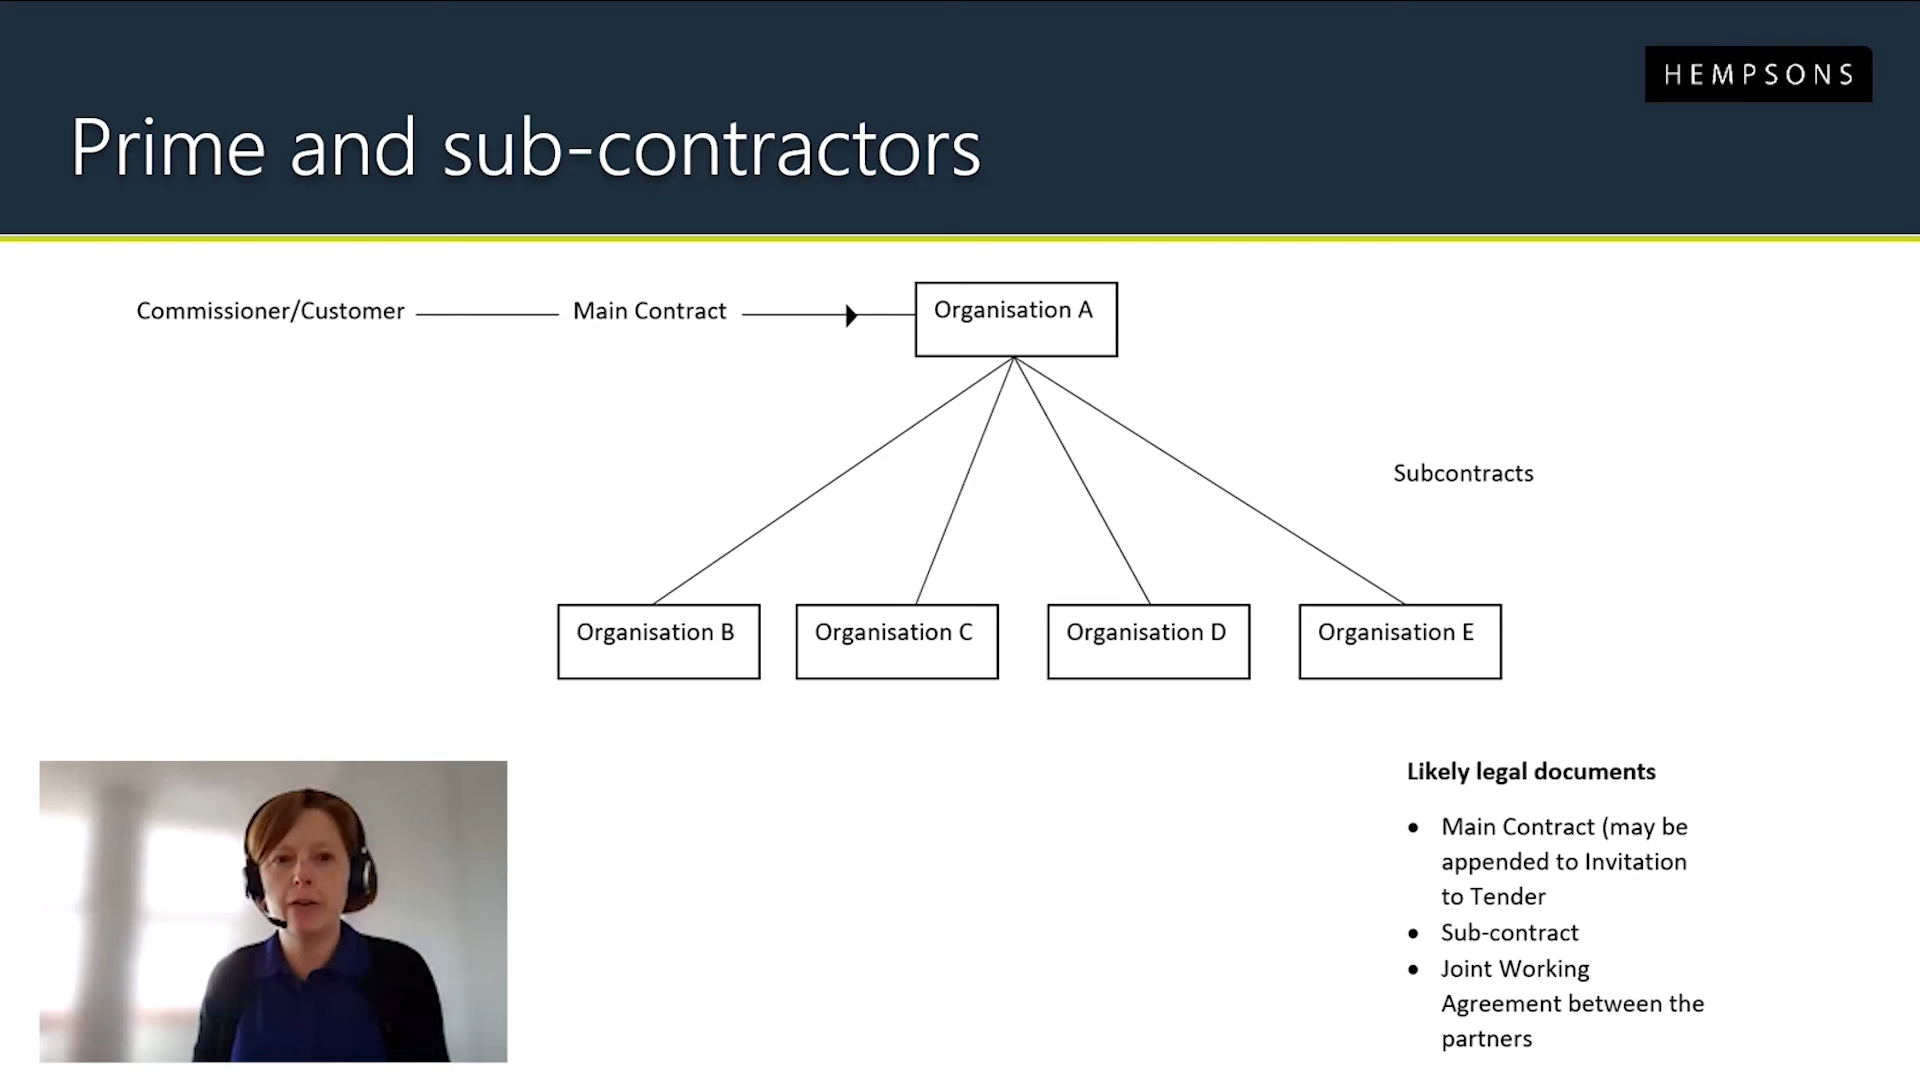 HEMPSONS
Prime and sub-contractors
Commissioner/Customer
Main Contract
Organisation A
Subcontracts
Organisation B
Organisation C
Organisation D
Organisation E
Likely legal documents
• Main Contract (may be
appended to Invitation
to Tender
• Sub-contract
• Joint Working
Agreement between the
partners